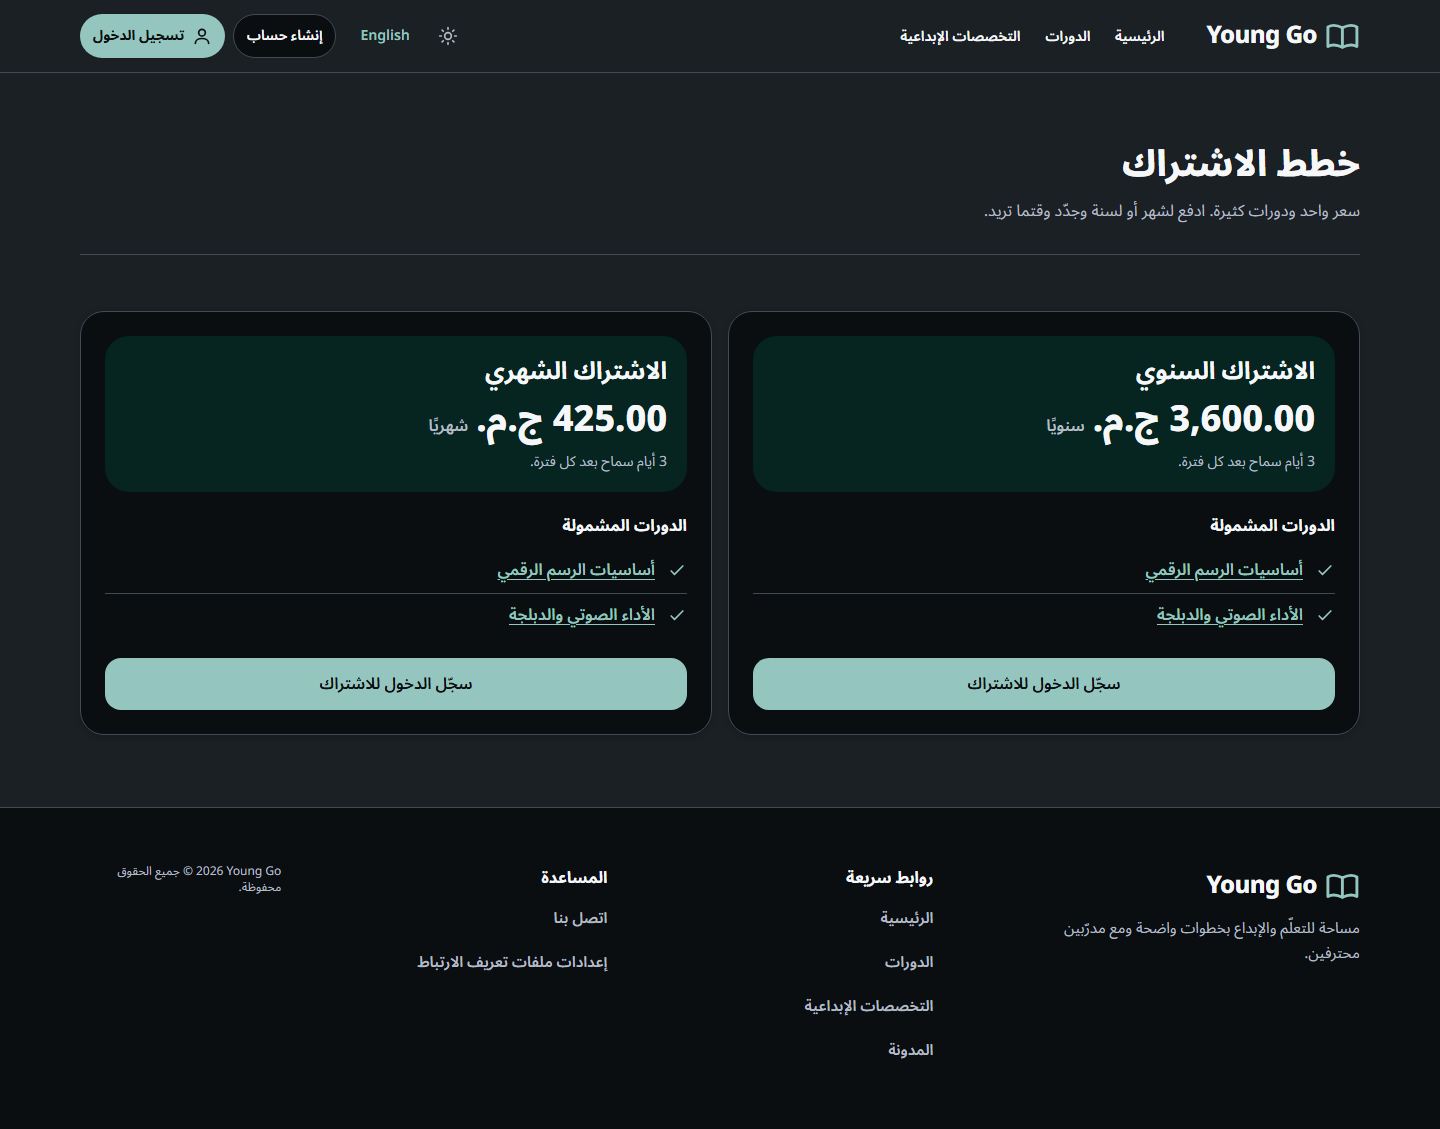 Young Go
الرئيسية
الدورات
التخصصات الإبداعية
English
إنشاء حساب
تسجيل الدخول
خطط الاشتراك
سعر واحد ودورات كثيرة. ادفع لشهر أو لسنة وجدّد وقتما تريد.
الاشتراك السنوي
3,600.00 ج.م. سنويًا
3 أيام سماح بعد كل فترة.
الدورات المشمولة
أساسيات الرسم الرقمي
الأداء الصوتي والدبلجة
سجّل الدخول للاشتراك
الاشتراك الشهري
425.00 ج.م. شهريًا
3 أيام سماح بعد كل فترة.
الدورات المشمولة
أساسيات الرسم الرقمي
الأداء الصوتي والدبلجة
سجّل الدخول للاشتراك
Young Go
مساحة للتعلّم والإبداع بخطوات واضحة ومع مدرّبين
محترفين.
روابط سريعة
الرئيسية
الدورات
التخصصات الإبداعية
المدونة
المساعدة
اتصل بنا
إعدادات ملفات تعريف الارتباط
Young Go 2026 © جميع الحقوق
محفوظة.